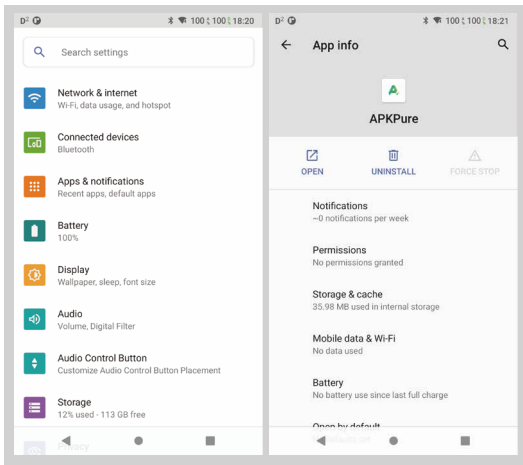 D² 100 100 18:20
Search settings
Network & internet
Wi-Fi, data usage, and hotspot
Connected devices
Bluetooth
Apps & notifications
Recent apps, default apps
Battery
100%
Display
Wallpaper, sleep, font size
Audio
Volume, Digital Filter
Audio Control Button
Customize Audio Control Button Placement
Storage
12% used - 113 GB free
Privacy
D² 100 100 18:21
App info
APKPure
OPEN UNINSTALL FORCE STOP
Notifications
~0 notifications per week
Permissions
No permissions granted
Storage & cache
35.98 MB used in internal storage
Mobile data & Wi-Fi
No data used
Battery
No battery use since last full charge
Open by default